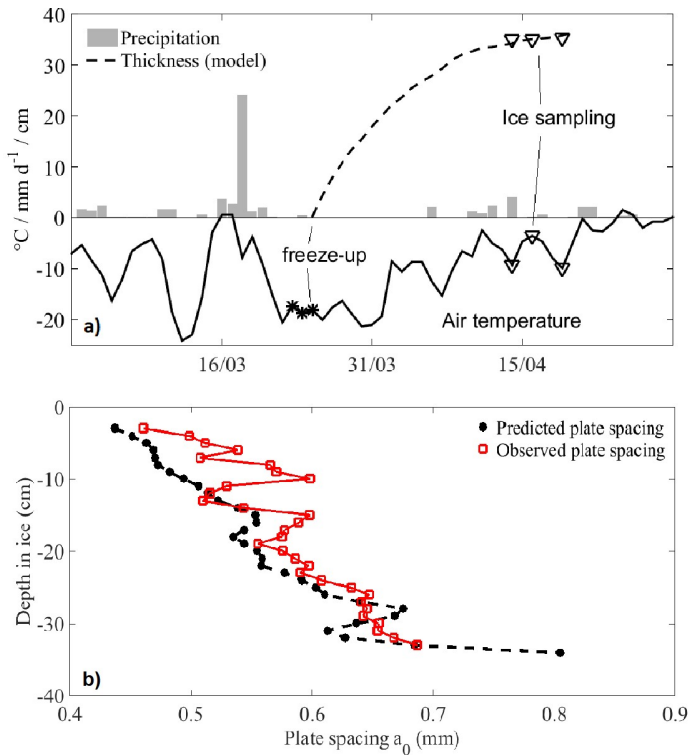 40
30
20
10
0
-10
-20
°C / mm d⁻¹ / cm
Precipitation
Thickness (model)
Ice sampling
freeze-up
Air temperature
a)
16/03
31/03
15/04
0
-10
-20
-30
-40
Depth in ice (cm)
Predicted plate spacing
Observed plate spacing
b)
0.4
0.5
0.6
0.7
0.8
0.9
Plate spacing a₀ (mm)